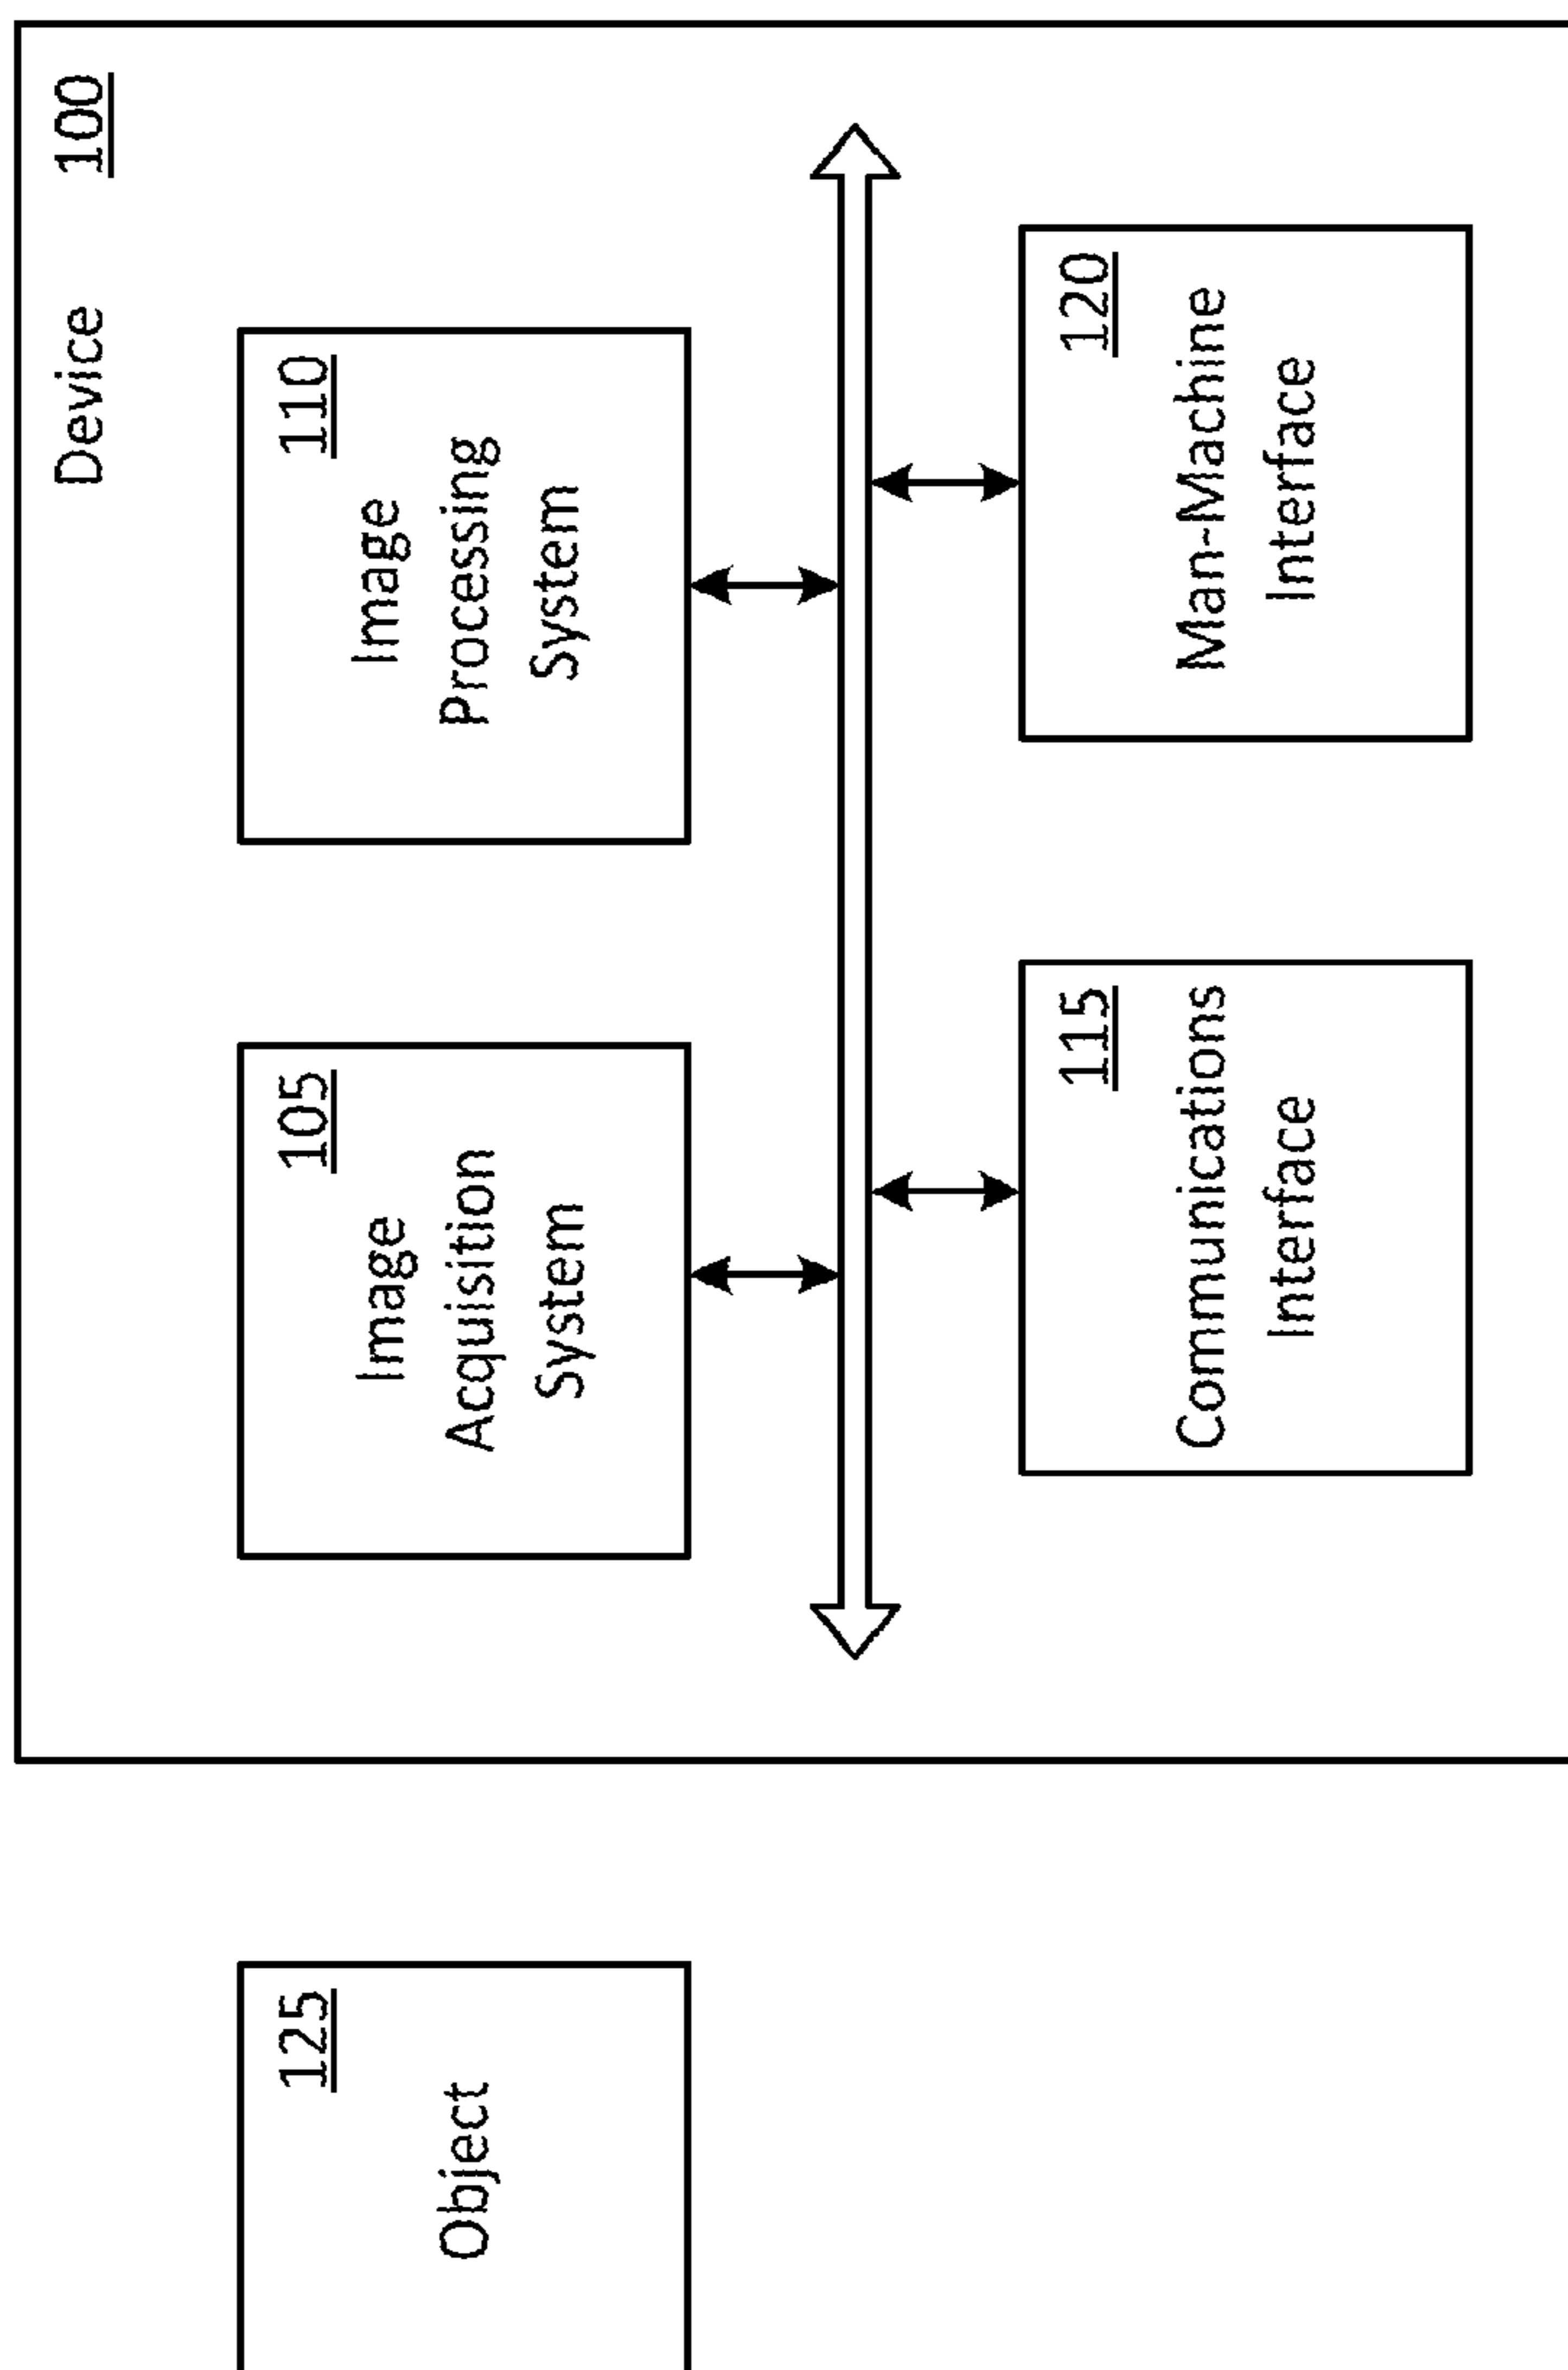 Device
100
125
Object
105
Image
Acquisition
System
110
Image
Processing
System
115
Communications
Interface
120
Man-Machine
Interface